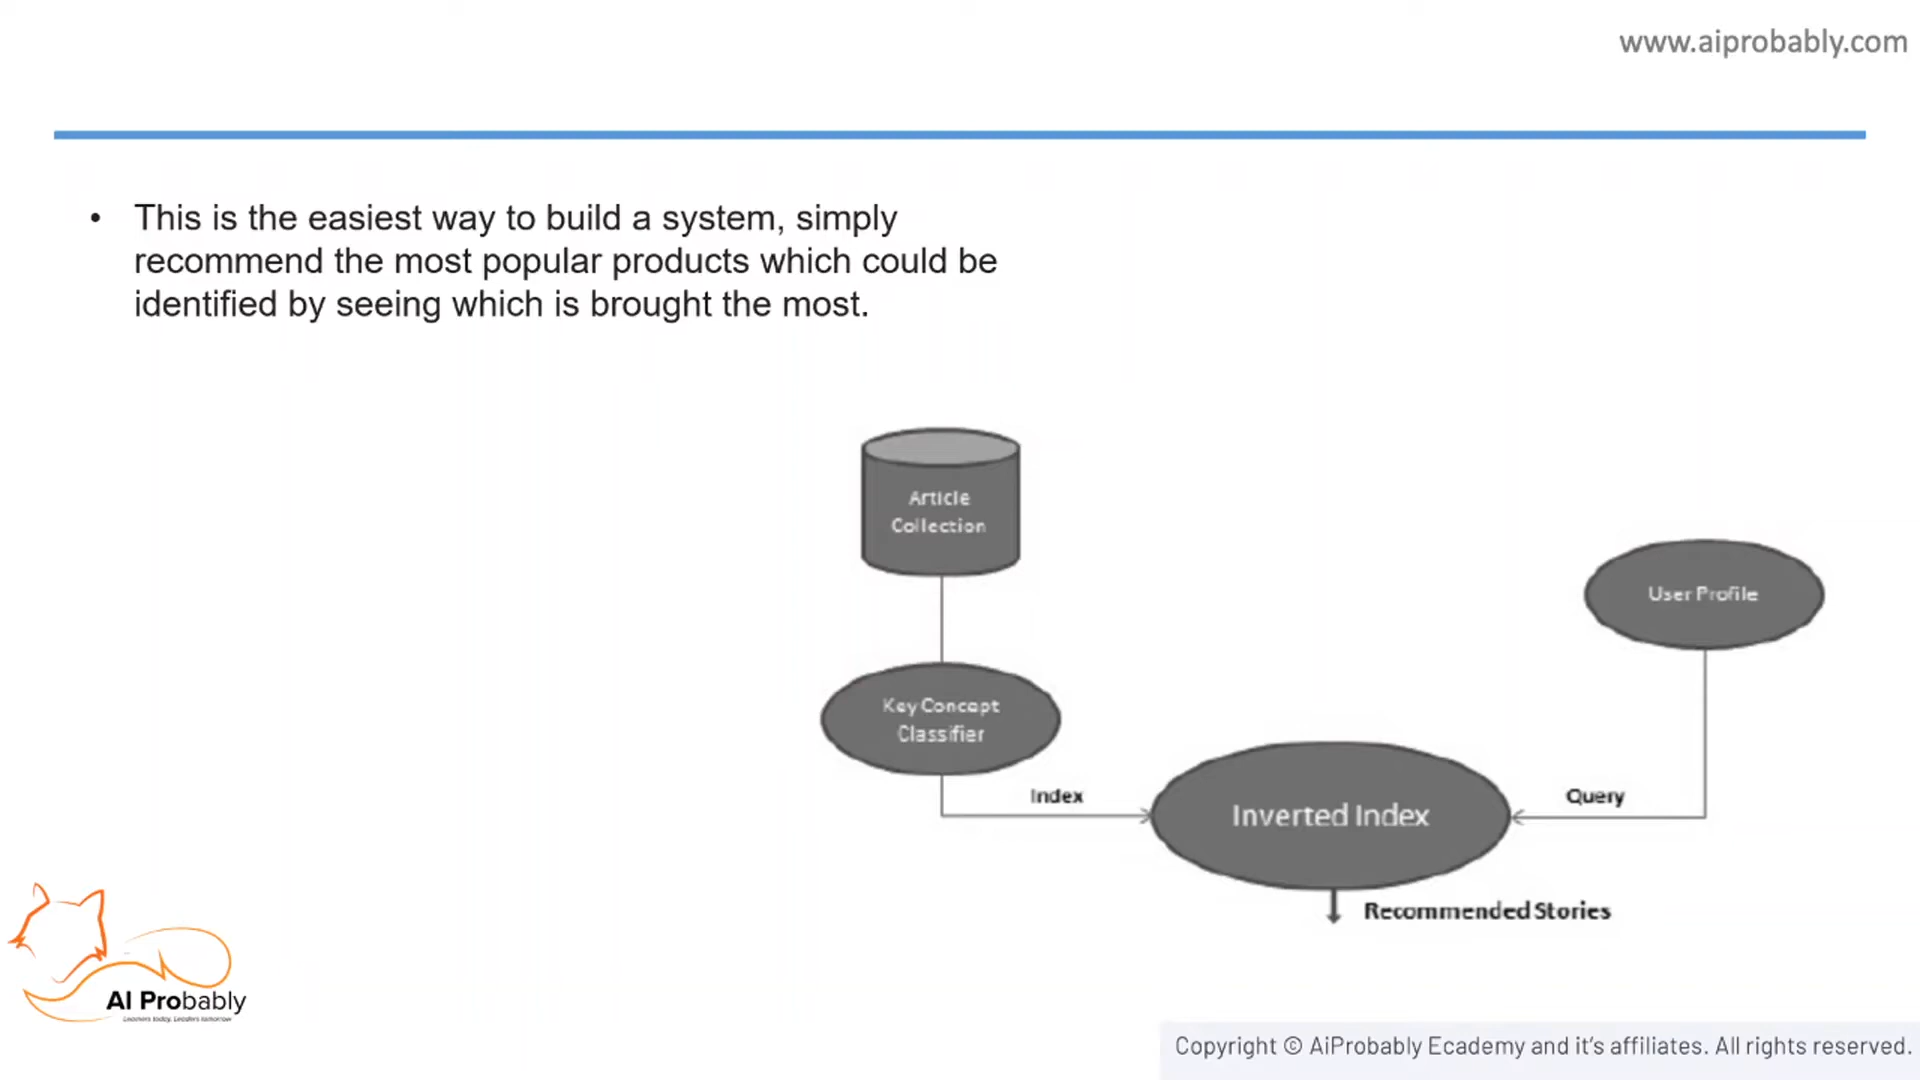 www.aiprobably.com
• This is the easiest way to build a system, simply
recommend the most popular products which could be
identified by seeing which is brought the most.
Article
Collection
User Profile
Key Concept
Classifier
Index
Inverted Index
Query
Recommended Stories
AI Probably
Learners today, Leaders tomorrow
Copyright © AiProbably Ecademy and it's affiliates. All rights reserved.